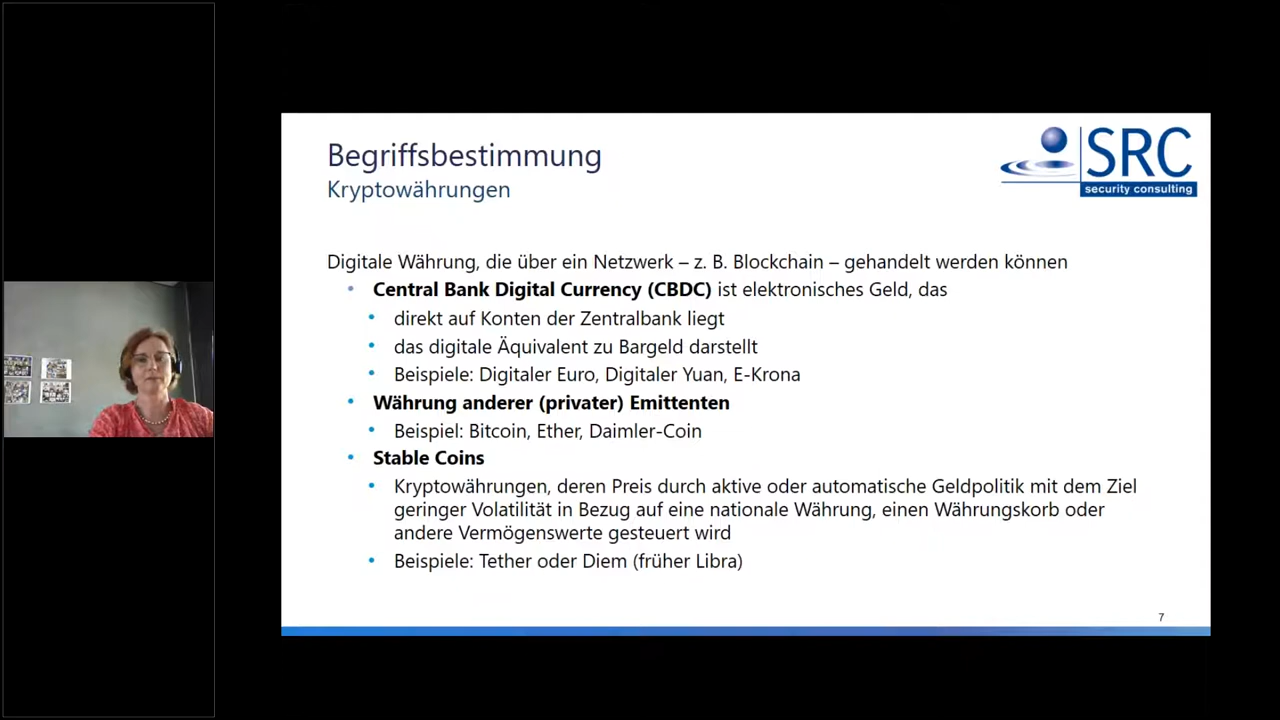 Begriffsbestimmung
Kryptowährungen
SRC
security consulting
Digitale Währung, die über ein Netzwerk – z. B. Blockchain – gehandelt werden können
• Central Bank Digital Currency (CBDC) ist elektronisches Geld, das
• direkt auf Konten der Zentralbank liegt
• das digitale Äquivalent zu Bargeld darstellt
• Beispiele: Digitaler Euro, Digitaler Yuan, E-Krona
• Währung anderer (privater) Emittenten
• Beispiel: Bitcoin, Ether, Daimler-Coin
• Stable Coins
• Kryptowährungen, deren Preis durch aktive oder automatische Geldpolitik mit dem Ziel
geringer Volatilität in Bezug auf eine nationale Währung, einen Währungskorb oder
andere Vermögenswerte gesteuert wird
• Beispiele: Tether oder Diem (früher Libra)
7